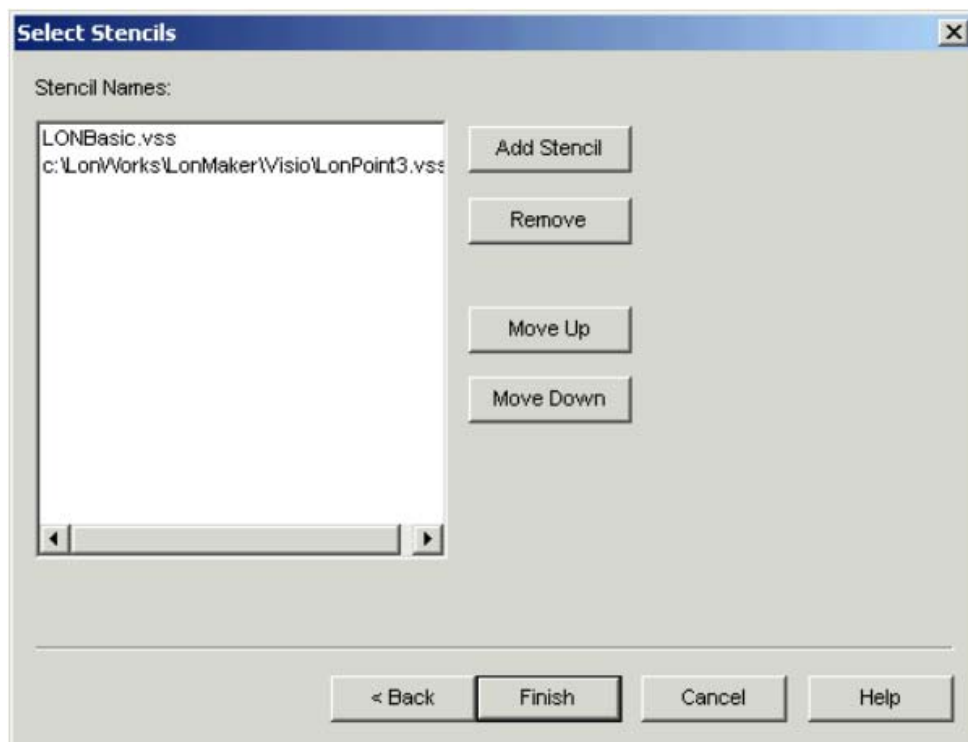 Select Stencils
Stencil Names:
LONBasic.vss
c:\LonWorks\LonMaker\Visio\LonPoint3.vss
Add Stencil
Remove
Move Up
Move Down
< Back
Finish
Cancel
Help